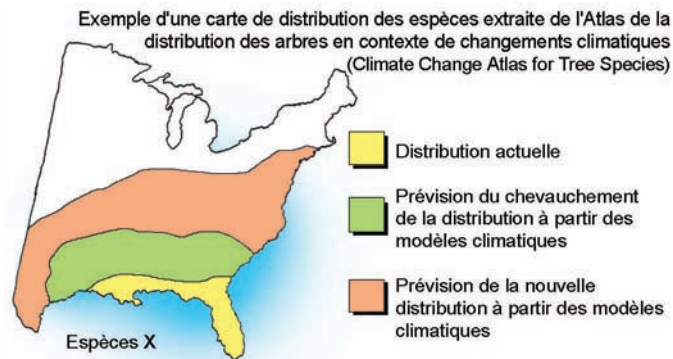 Exemple d'une carte de distribution des espèces extraite de l'Atlas de la
distribution des arbres en contexte de changements climatiques
(Climate Change Atlas for Tree Species)
Distribution actuelle
Prévision du chevauchement
de la distribution à partir des
modèles climatiques
Prévision de la nouvelle
distribution à partir des modèles
climatiques
Espèces X